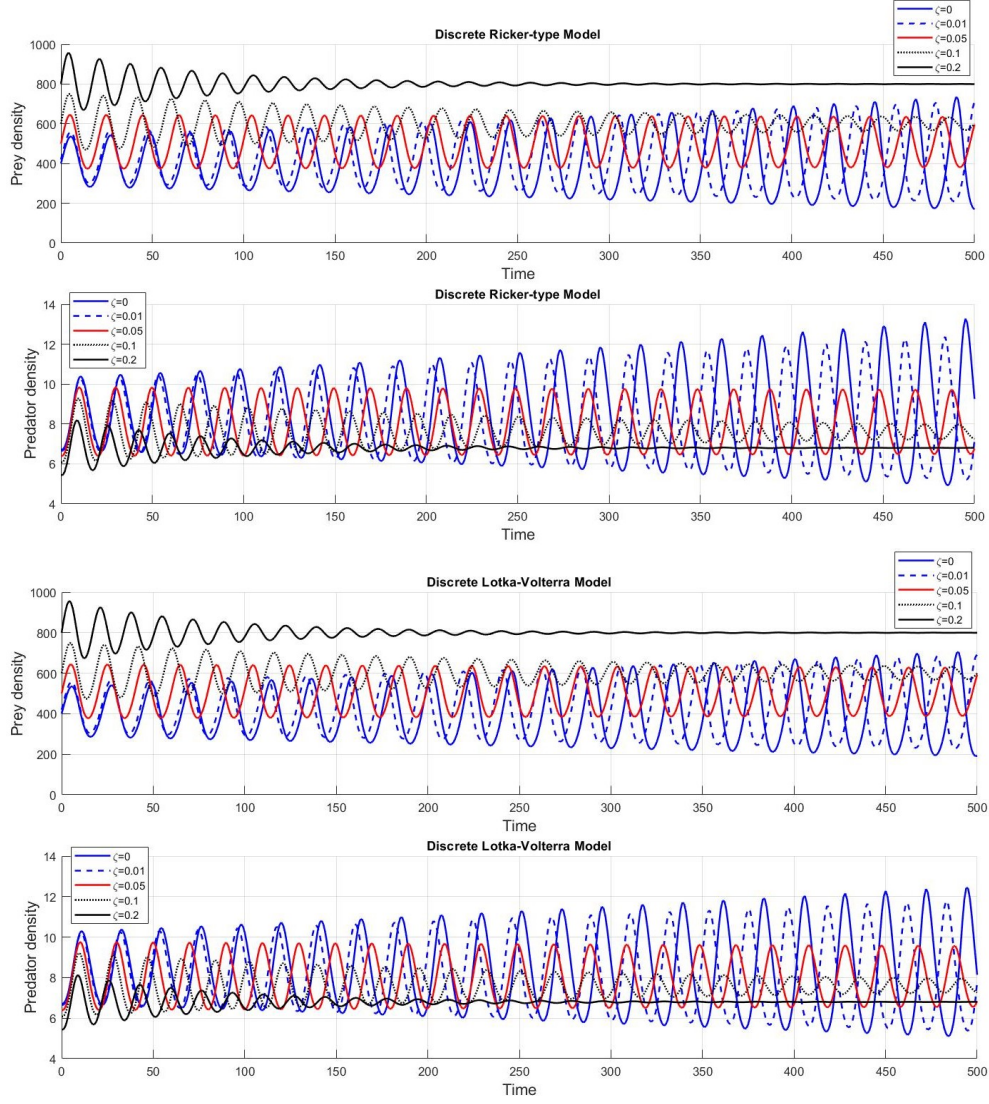 Discrete Ricker-type Model
ζ=0
ζ=0.01
ζ=0.05
ζ=0.1
ζ=0.2
Prey density
1000
800
600
400
200
0
0 50 100 150 200 250 300 350 400 450 500
Time
Discrete Ricker-type Model
ζ=0
ζ=0.01
ζ=0.05
ζ=0.1
ζ=0.2
Predator density
14
12
10
8
6
4
0 50 100 150 200 250 300 350 400 450 500
Time
Discrete Lotka-Volterra Model
ζ=0
ζ=0.01
ζ=0.05
ζ=0.1
ζ=0.2
Prey density
1000
800
600
400
200
0
0 50 100 150 200 250 300 350 400 450 500
Time
Discrete Lotka-Volterra Model
ζ=0
ζ=0.01
ζ=0.05
ζ=0.1
ζ=0.2
Predator density
14
12
10
8
6
4
0 50 100 150 200 250 300 350 400 450 500
Time